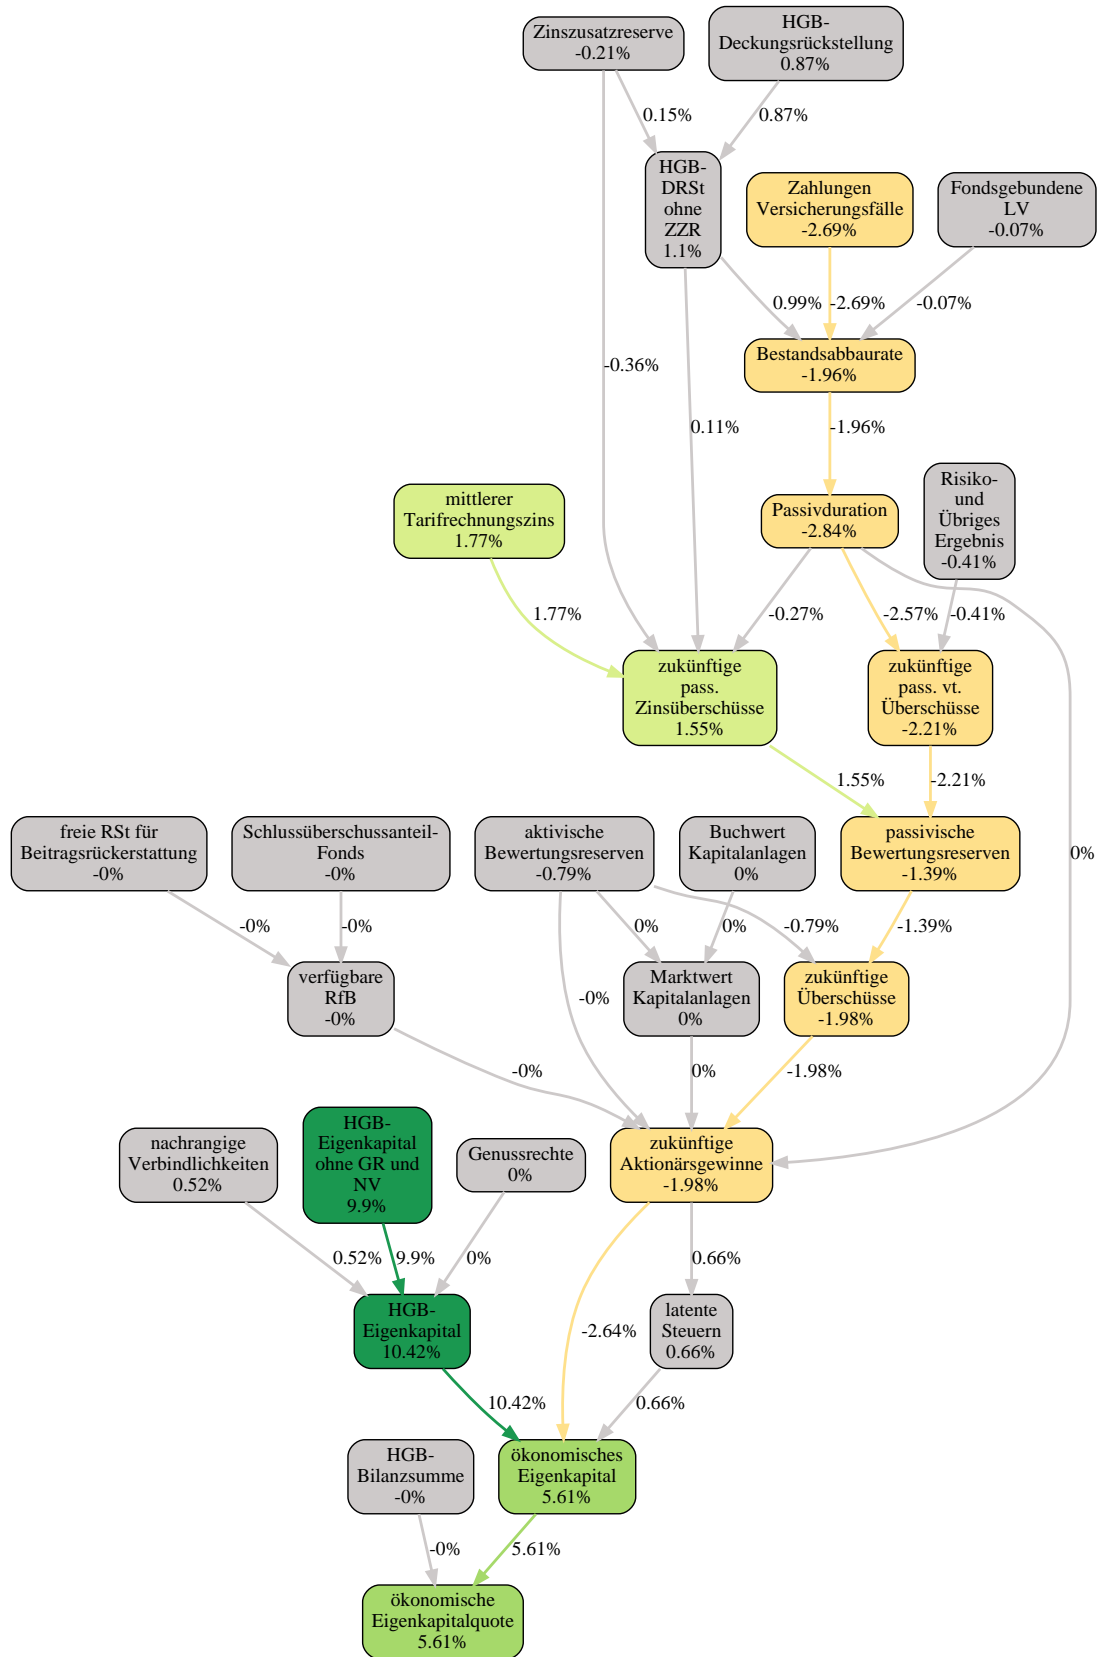 Zinszusatzreserve
-0.21%
HGB-
Deckungsrückstellung
0.87%
0.15%
0.87%
HGB-
DRSt
ohne
ZZR
1.1%
Zahlungen
Versicherungsfälle
-2.69%
Fondsgebundene
LV
-0.07%
0.99%
-2.69%
-0.07%
Bestandsabbaurate
-1.96%
-0.36%
0.11%
-1.96%
mittlerer
Tarifrechnungszins
1.77%
Passivduration
-2.84%
Risiko-
und
Übriges
Ergebnis
-0.41%
1.77%
-0.27%
-2.57%
-0.41%
zukünftige
pass.
Zinsüberschüsse
1.55%
zukünftige
pass. vt.
Überschüsse
-2.21%
1.55%
-2.21%
freie RSt für
Beitragsrückerstattung
-0%
Schlussüberschussanteil-
Fonds
-0%
aktivische
Bewertungsreserven
-0.79%
Buchwert
Kapitalanlagen
0%
passivische
Bewertungsreserven
-1.39%
0%
-0%
-0%
0%
0%
-0.79%
-1.39%
verfügbare
RfB
-0%
-0%
Marktwert
Kapitalanlagen
0%
zukünftige
Überschüsse
-1.98%
-0%
0%
-1.98%
nachrangige
Verbindlichkeiten
0.52%
HGB-
Eigenkapital
ohne GR und
NV
9.9%
Genussrechte
0%
zukünftige
Aktionärsgewinne
-1.98%
0.52%
9.9%
0%
0.66%
HGB-
Eigenkapital
10.42%
-2.64%
latente
Steuern
0.66%
10.42%
0.66%
HGB-
Bilanzsumme
-0%
ökonomisches
Eigenkapital
5.61%
-0%
5.61%
ökonomische
Eigenkapitalquote
5.61%